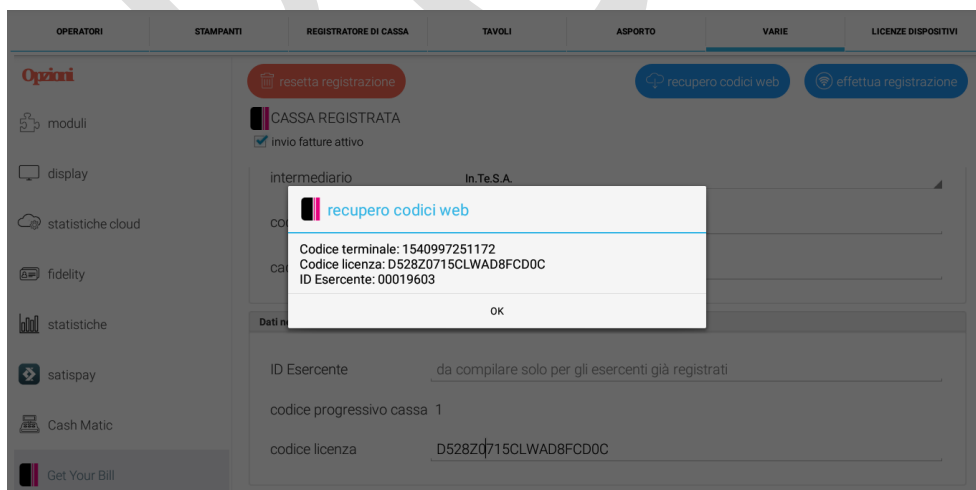 OPERATORI STAMPANTI REGISTRATORE DI CASSA TAVOLI ASPORTO VARIE LICENZE DISPOSITIVI
Opzioni
resetta registrazione recupero codici web effettua registrazione
moduli
CASSA REGISTRATA
invio fatture attivo
display
intermediario In.Te.S.A.
statistiche cloud
recupero codici web
Codice terminale: 1540997251172
Codice licenza: D528Z0715CLWAD8FCD0C
ID Esercente: 00019603
OK
fidelity
statistiche
Dati
satispay
ID Esercente da compilare solo per gli esercenti già registrati
Cash Matic
codice progressivo cassa 1
codice licenza D528Z0715CLWAD8FCD0C
Get Your Bill